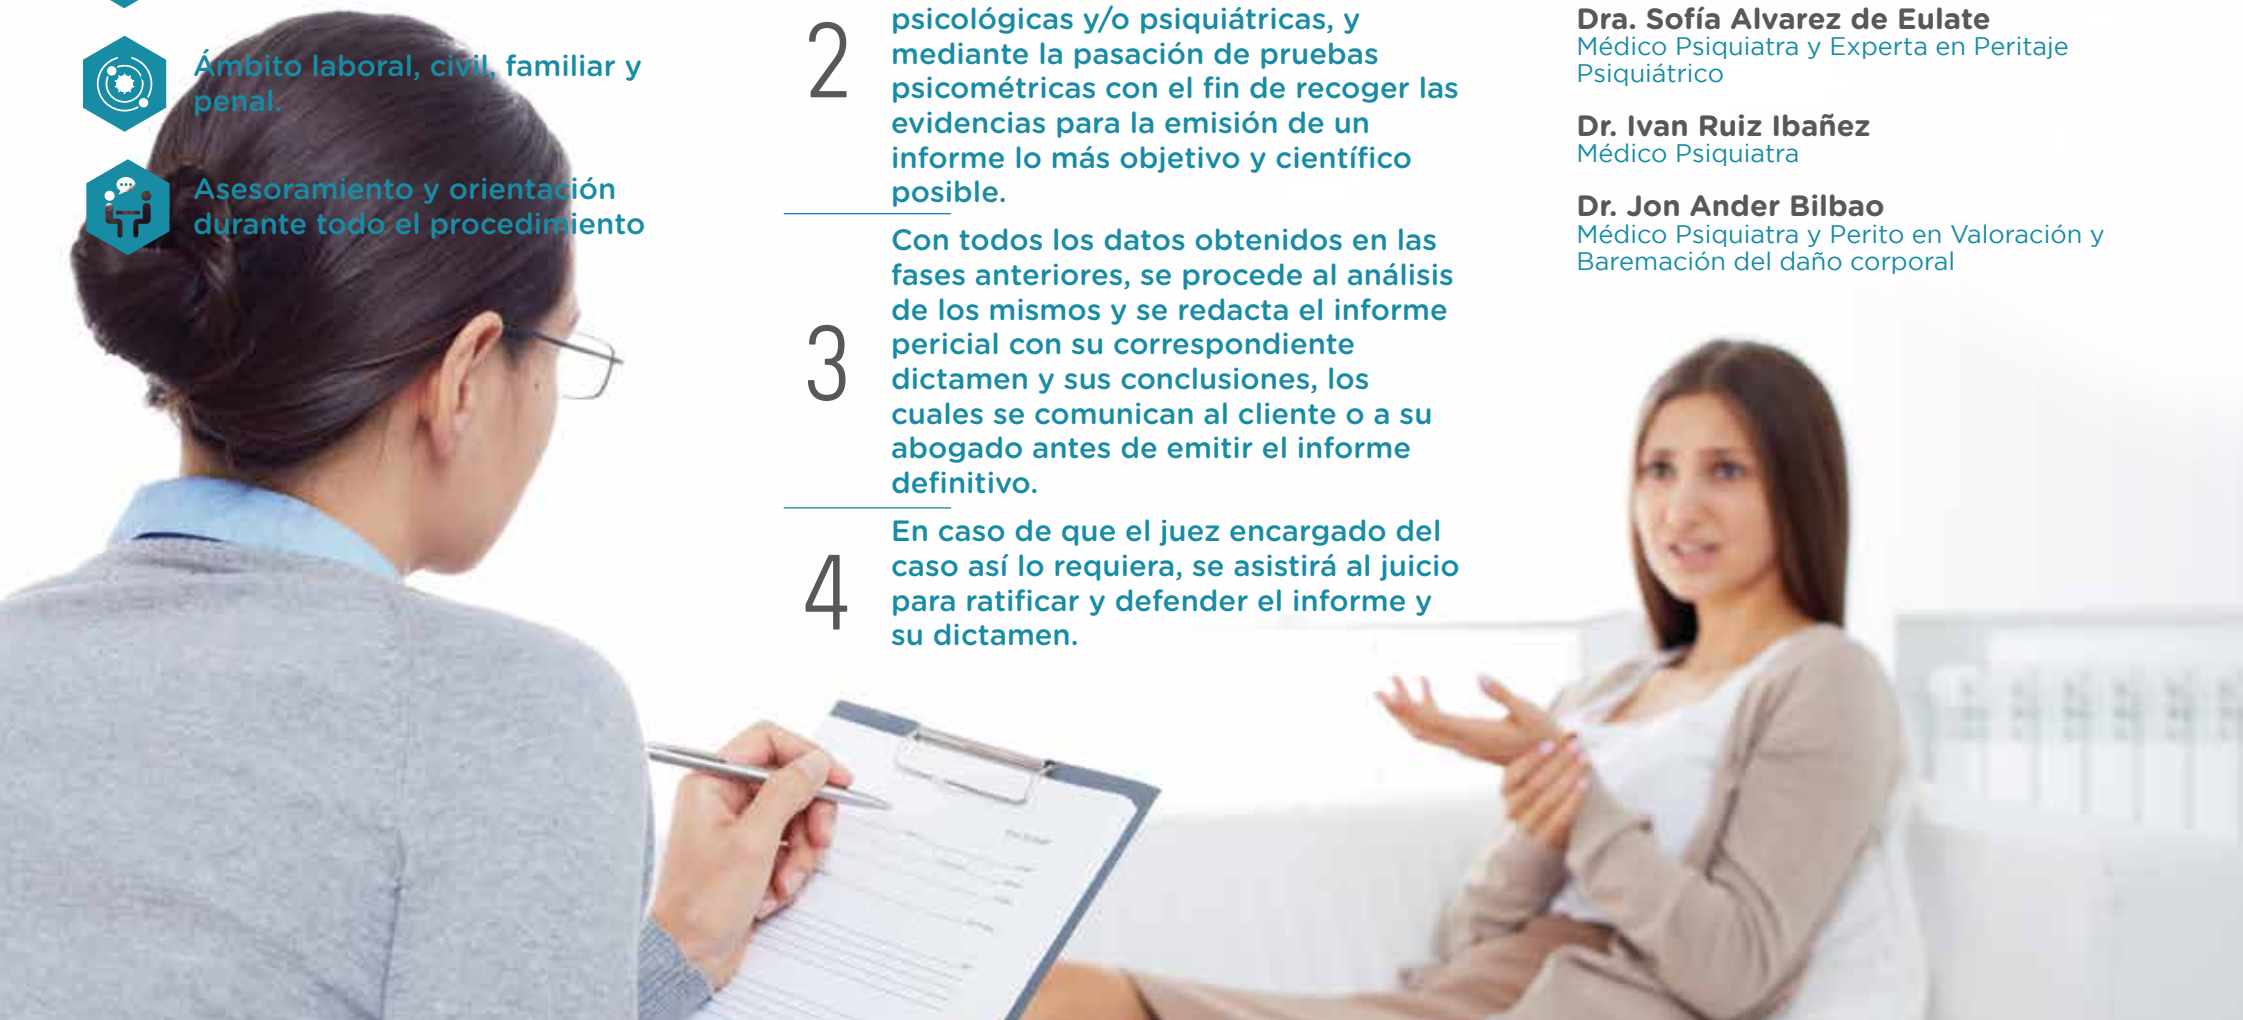 Ámbito laboral, civil, familiar y
penal.
Asesoramiento y orientación
durante todo el procedimiento
2
psicológicas y/o psiquiátricas, y
mediante la pasación de pruebas
psicométricas con el fin de recoger las
evidencias para la emisión de un
informe lo más objetivo y científico
posible.
3
Con todos los datos obtenidos en las
fases anteriores, se procede al análisis
de los mismos y se redacta el informe
pericial con su correspondiente
dictamen y sus conclusiones, los
cuales se comunican al cliente o a su
abogado antes de emitir el informe
definitivo.
4
En caso de que el juez encargado del
caso así lo requiera, se asistirá al juicio
para ratificar y defender el informe y
su dictamen.
Dra. Sofía Alvarez de Eulate
Médico Psiquiatra y Experta en Peritaje
Psiquiátrico
Dr. Ivan Ruiz Ibañez
Médico Psiquiatra
Dr. Jon Ander Bilbao
Médico Psiquiatra y Perito en Valoración y
Baremación del daño corporal